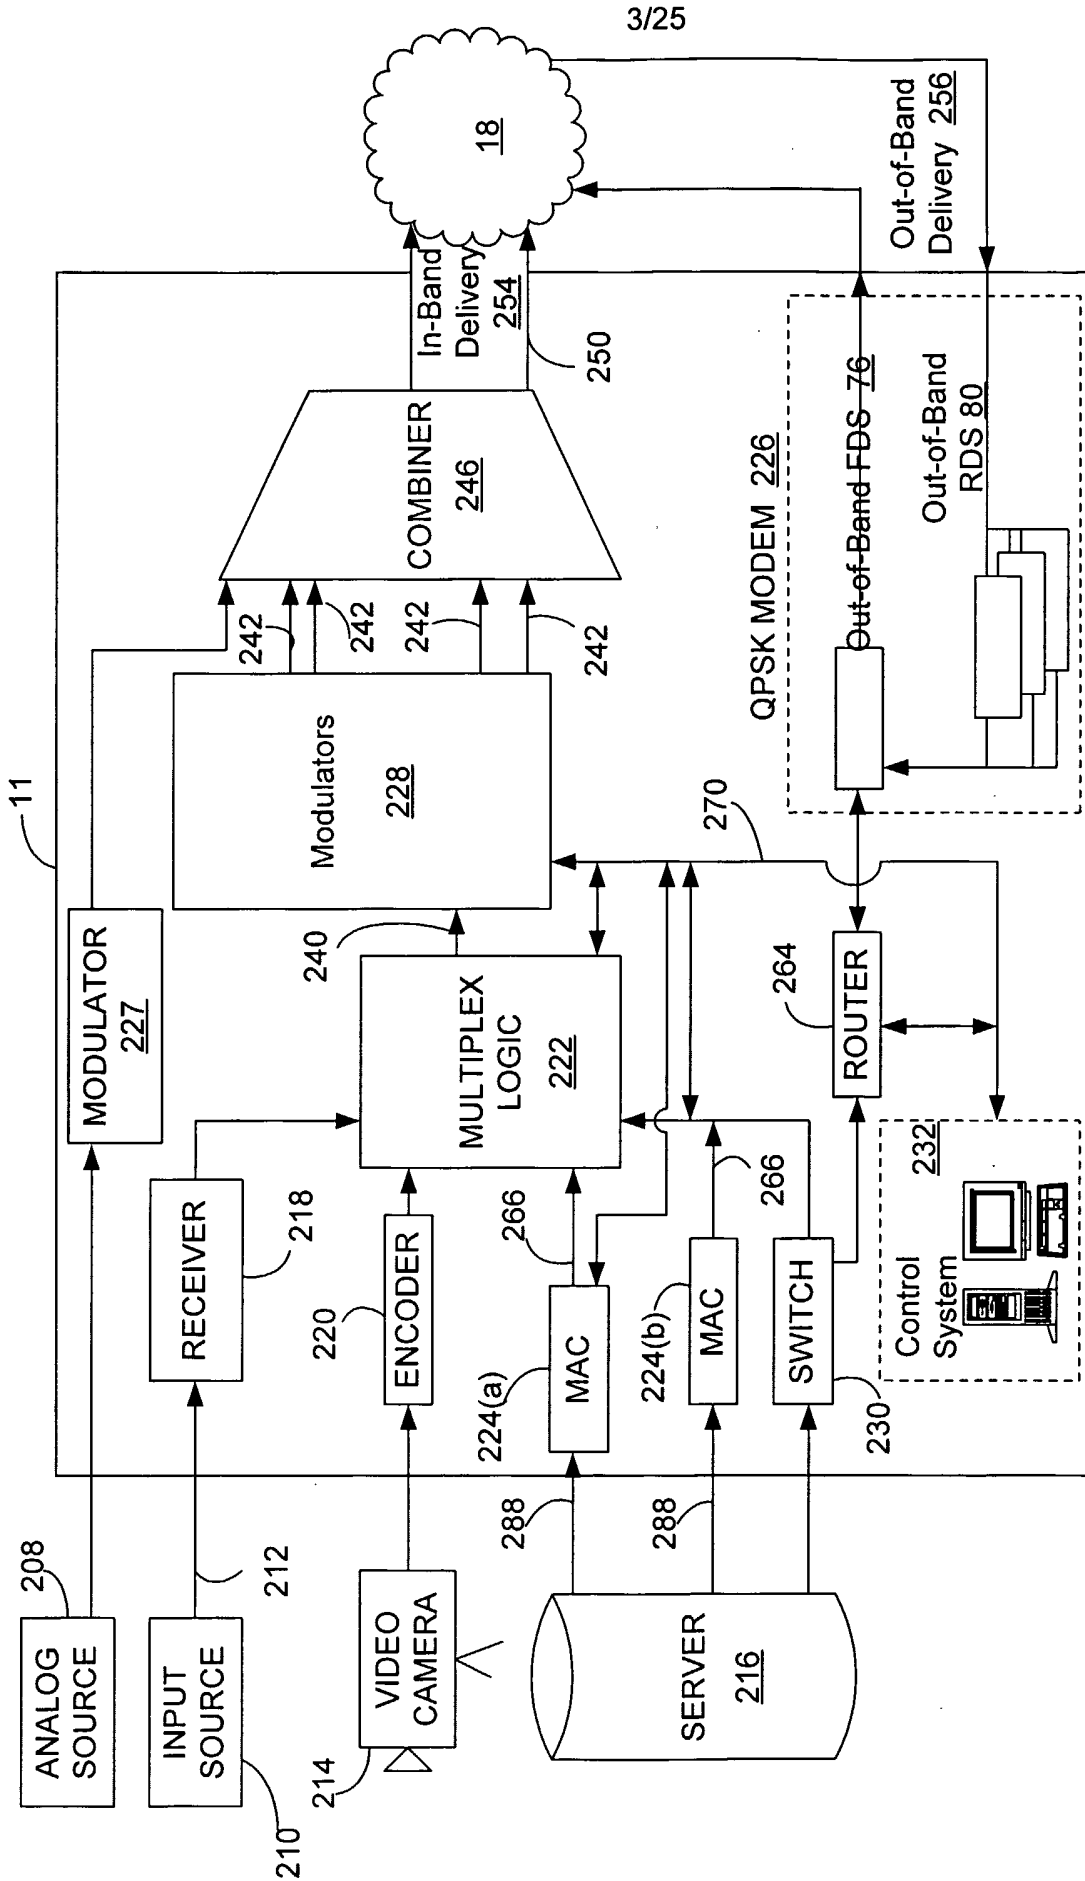 3/25
11
ANALOG
SOURCE
208
MODULATOR
227
INPUT
SOURCE
210
212
RECEIVER
218
VIDEO
CAMERA
214
ENCODER
220
MULTIPLEX
LOGIC
222
240
Modulators
228
242
242
242
242
COMBINER
246
In-Band
Delivery
254
250
18
SERVER
216
288
288
MAC
224(a)
266
MAC
224(b)
266
SWITCH
230
ROUTER
264
270
QPSK MODEM 226
Out-of-Band FDS 76
Out-of-Band
RDS 80
Out-of-Band
Delivery 256
Control
System
232